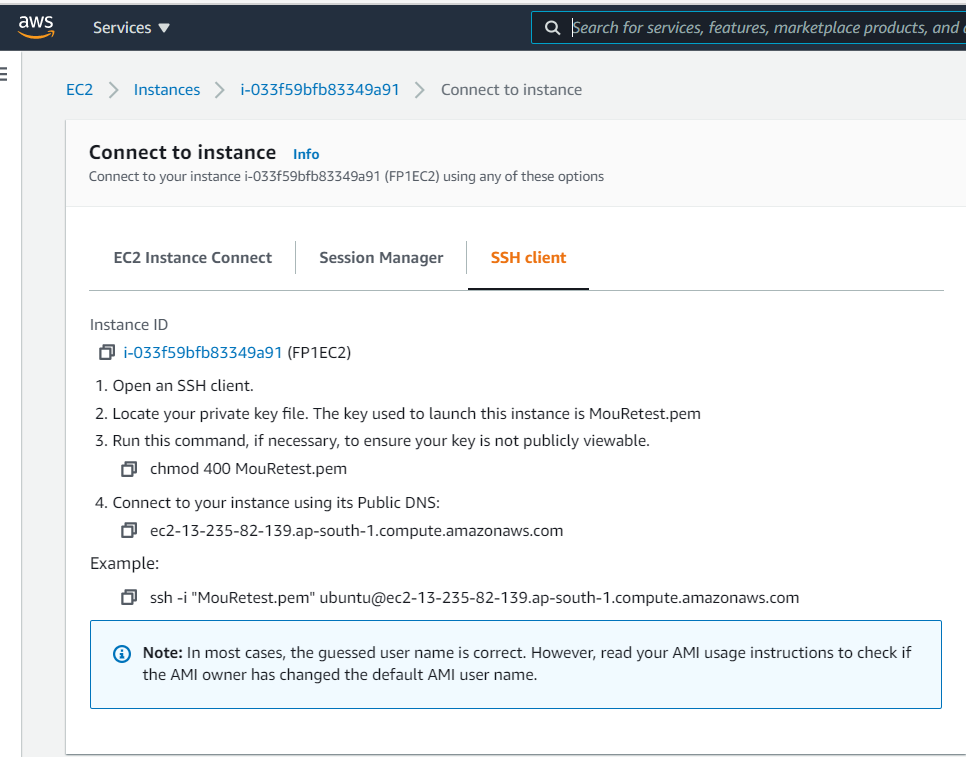 aws
Services ▼
Search for services, features, marketplace products, and
EC2 > Instances > i-033f59bfb83349a91 > Connect to instance
Connect to instance Info
Connect to your instance i-033f59bfb83349a91 (FP1EC2) using any of these options
EC2 Instance Connect
Session Manager
SSH client
Instance ID
i-033f59bfb83349a91 (FP1EC2)
1. Open an SSH client.
2. Locate your private key file. The key used to launch this instance is MouRetest.pem
3. Run this command, if necessary, to ensure your key is not publicly viewable.
chmod 400 MouRetest.pem
4. Connect to your instance using its Public DNS:
ec2-13-235-82-139.ap-south-1.compute.amazonaws.com
Example:
ssh -i "MouRetest.pem" ubuntu@ec2-13-235-82-139.ap-south-1.compute.amazonaws.com
Note: In most cases, the guessed user name is correct. However, read your AMI usage instructions to check if
the AMI owner has changed the default AMI user name.